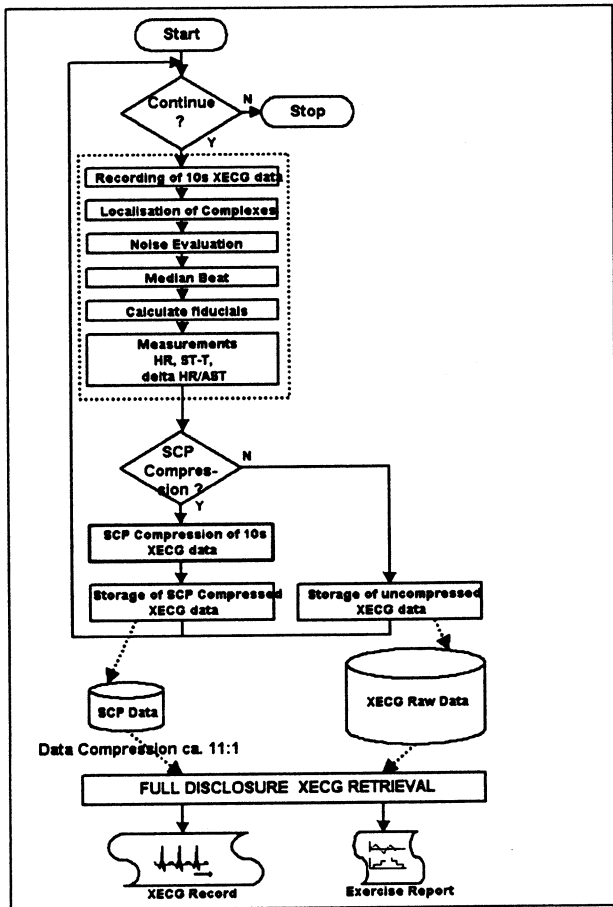 Start
Continue
?
N
Stop
Y
Recording of 10s XECG data
Localisation of Complexes
Noise Evaluation
Median Beat
Calculate fiducials
Measurements
HR, ST-T,
delta HR/AST
SCP
Compres-
sion ?
N
Y
SCP Compression of 10s
XECG data
Storage of SCP Compressed
XECG data
Storage of uncompressed
XECG data
SCP Data
XECG Raw Data
Data Compression ca. 11:1
FULL DISCLOSURE XECG RETRIEVAL
XECG Record
Exercise Report